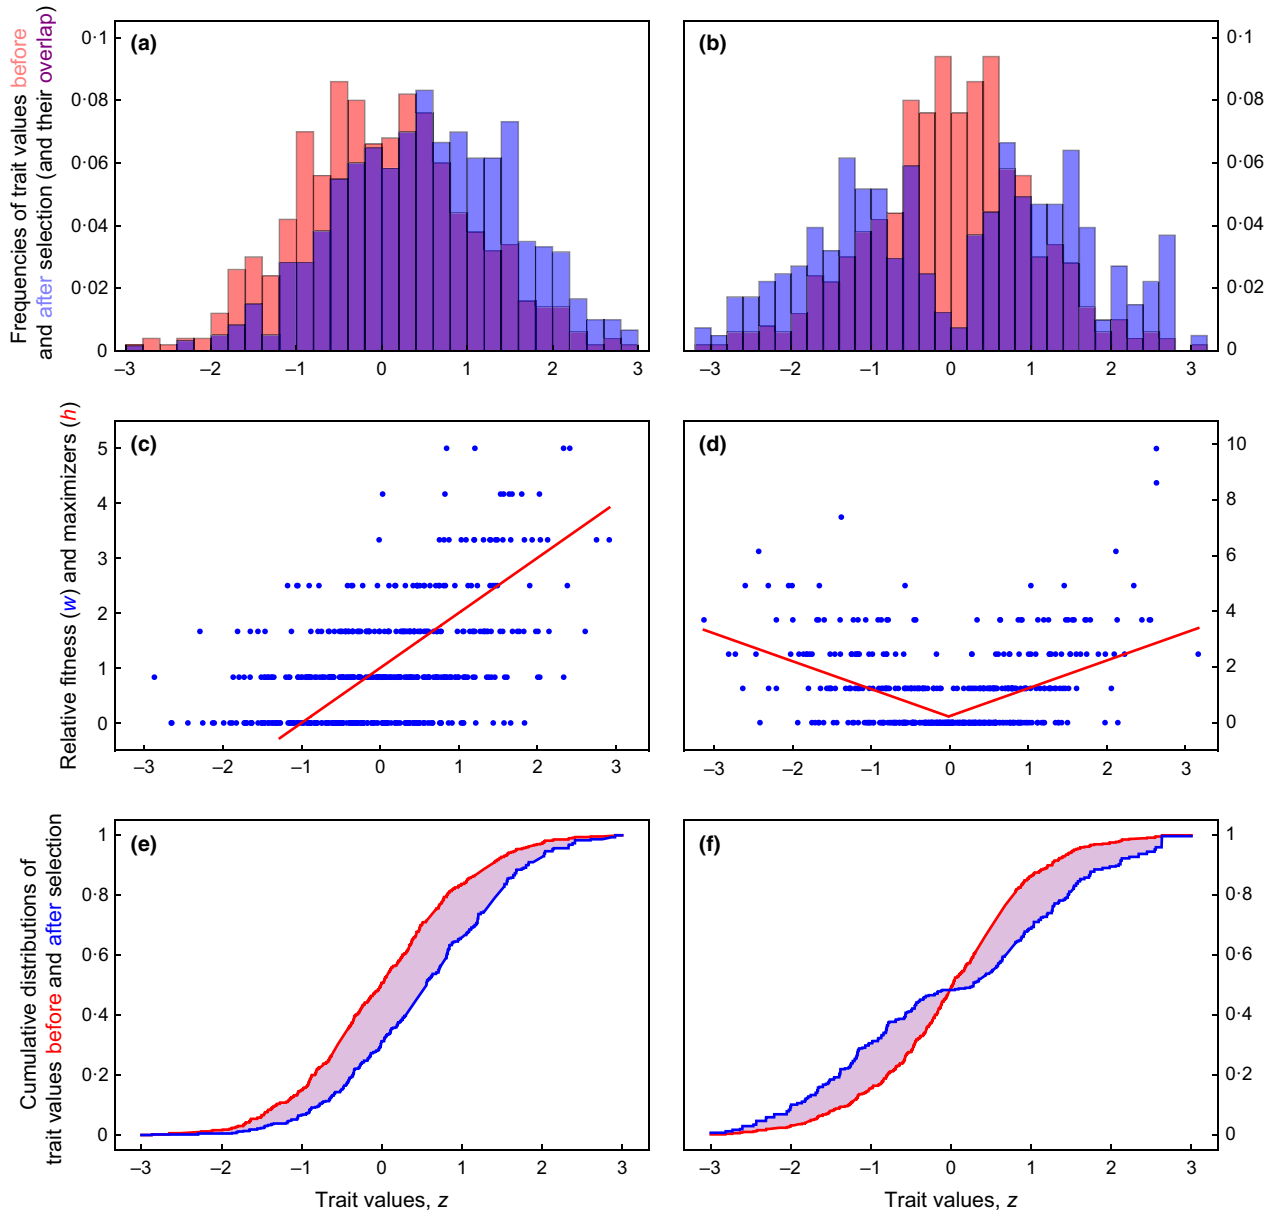 Frequencies of trait values before
and after selection (and their overlap)
(a)
0·1
0·08
0·06
0·04
0·02
0
–3 –2 –1 0 1 2 3
(b)
0·1
0·08
0·06
0·04
0·02
0
–3 –2 –1 0 1 2 3
Relative fitness (w) and maximizers (h)
(c)
5
4
3
2
1
0
–3 –2 –1 0 1 2 3
(d)
10
8
6
4
2
0
–3 –2 –1 0 1 2 3
Cumulative distributions of
trait values before and after selection
(e)
1
0·8
0·6
0·4
0·2
0
–3 –2 –1 0 1 2 3
Trait values, z
(f)
1
0·8
0·6
0·4
0·2
0
–3 –2 –1 0 1 2 3
Trait values, z